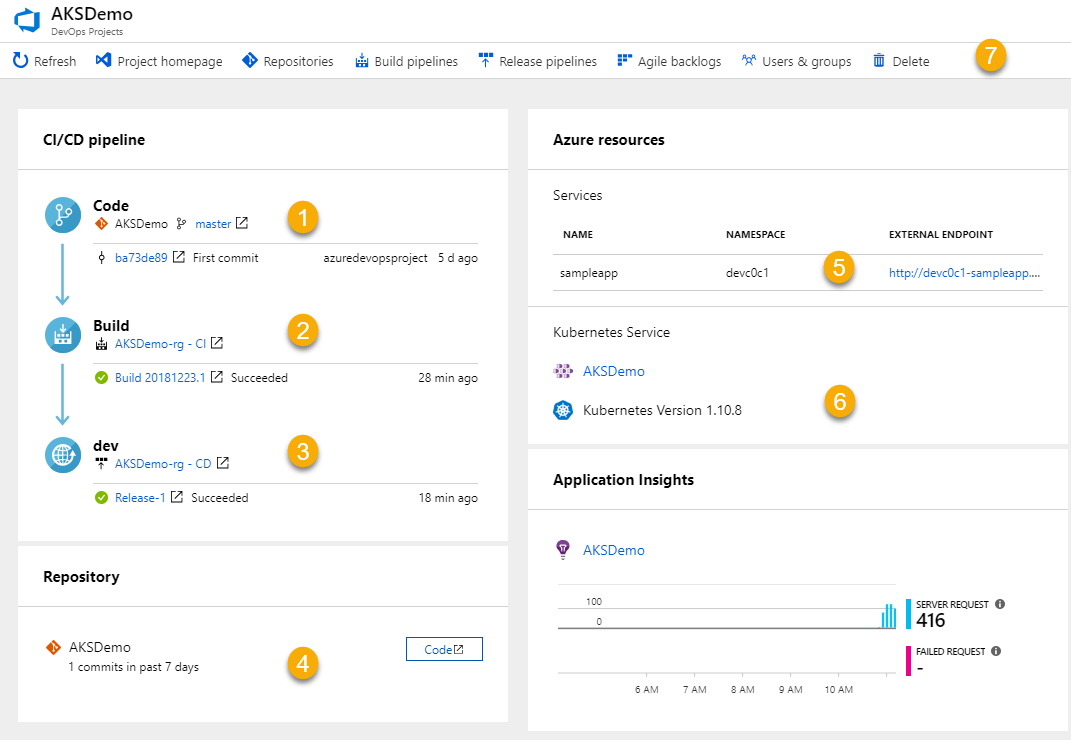 AKSDemo
DevOps Projects
Refresh Project homepage Repositories Build pipelines Release pipelines Agile backlogs Users & groups Delete 7
CI/CD pipeline
Code
AKSDemo master 1
ba73de89 First commit azuredevopsproject 5 d ago
Build
AKSDemo-rg - CI 2
Build 20181223.1 Succeeded 28 min ago
dev
AKSDemo-rg - CD 3
Release-1 Succeeded 18 min ago
Repository
AKSDemo
1 commits in past 7 days
Code
4
Azure resources
Services
NAME NAMESPACE EXTERNAL ENDPOINT
sampleapp devc0c1 5 http://devc0c1-sampleapp....
Kubernetes Service
AKSDemo
Kubernetes Version 1.10.8 6
Application Insights
AKSDemo
100
0
6 AM 7 AM 8 AM 9 AM 10 AM
SERVER REQUEST
416
FAILED REQUEST
-